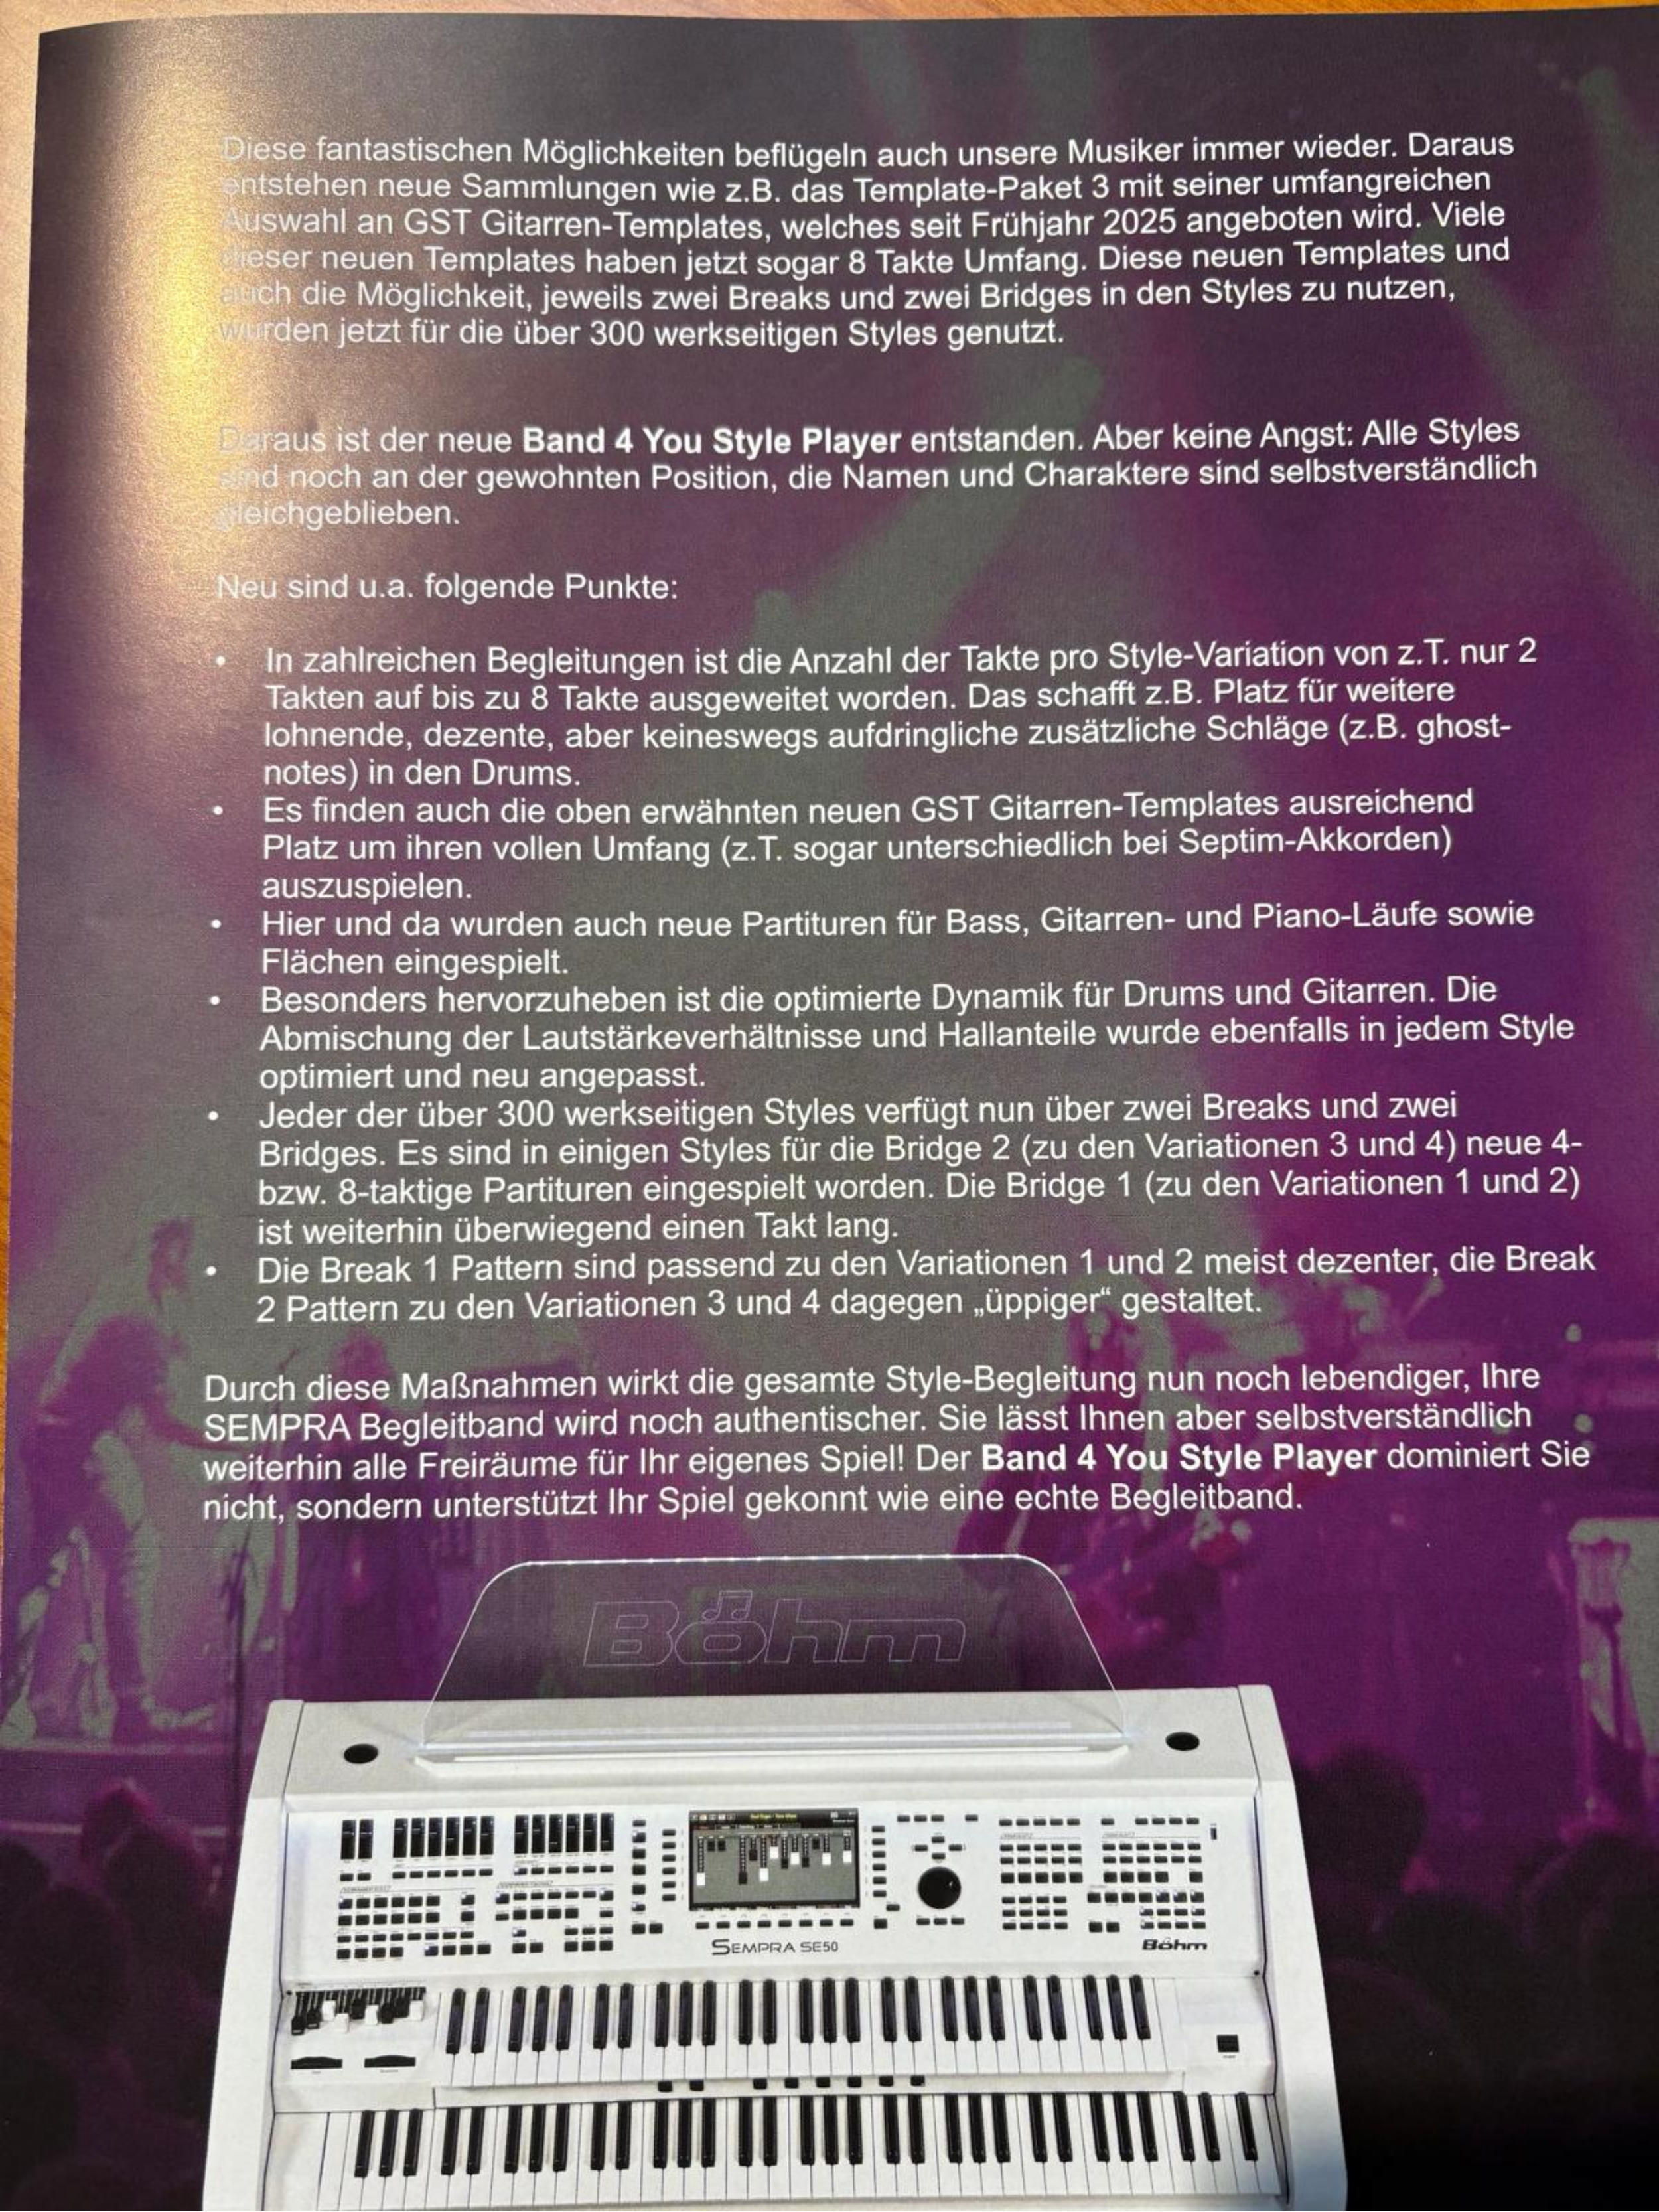 Diese fantastischen Möglichkeiten beflügeln auch unsere Musiker immer wieder. Daraus
entstehen neue Sammlungen wie z.B. das Template-Paket 3 mit seiner umfangreichen
Auswahl an GST Gitarren-Templates, welches seit Frühjahr 2025 angeboten wird. Viele
dieser neuen Templates haben jetzt sogar 8 Takte Umfang. Diese neuen Templates und
auch die Möglichkeit, jeweils zwei Breaks und zwei Bridges in den Styles zu nutzen,
wurden jetzt für die über 300 werkseitigen Styles genutzt.
Daraus ist der neue Band 4 You Style Player entstanden. Aber keine Angst: Alle Styles
sind noch an der gewohnten Position, die Namen und Charaktere sind selbstverständlich
gleichgeblieben.
Neu sind u.a. folgende Punkte:
• In zahlreichen Begleitungen ist die Anzahl der Takte pro Style-Variation von z.T. nur 2
Takten auf bis zu 8 Takte ausgeweitet worden. Das schafft z.B. Platz für weitere
lohnende, dezente, aber keineswegs aufdringliche zusätzliche Schläge (z.B. ghost-
notes) in den Drums.
• Es finden auch die oben erwähnten neuen GST Gitarren-Templates ausreichend
Platz um ihren vollen Umfang (z.T. sogar unterschiedlich bei Septim-Akkorden)
auszuspielen.
• Hier und da wurden auch neue Partituren für Bass, Gitarren- und Piano-Läufe sowie
Flächen eingespielt.
• Besonders hervorzuheben ist die optimierte Dynamik für Drums und Gitarren. Die
Abmischung der Lautstärkeverhältnisse und Hallanteile wurde ebenfalls in jedem Style
optimiert und neu angepasst.
• Jeder der über 300 werkseitigen Styles verfügt nun über zwei Breaks und zwei
Bridges. Es sind in einigen Styles für die Bridge 2 (zu den Variationen 3 und 4) neue 4-
bzw. 8-taktige Partituren eingespielt worden. Die Bridge 1 (zu den Variationen 1 und 2)
ist weiterhin überwiegend einen Takt lang.
• Die Break 1 Pattern sind passend zu den Variationen 1 und 2 meist dezenter, die Break
2 Pattern zu den Variationen 3 und 4 dagegen „üppiger“ gestaltet.
Durch diese Maßnahmen wirkt die gesamte Style-Begleitung nun noch lebendiger, Ihre
SEMPRA Begleitband wird noch authentischer. Sie lässt Ihnen aber selbstverständlich
weiterhin alle Freiräume für Ihr eigenes Spiel! Der Band 4 You Style Player dominiert Sie
nicht, sondern unterstützt Ihr Spiel gekonnt wie eine echte Begleitband.
Böhm
SEMPRA SE50
Böhm